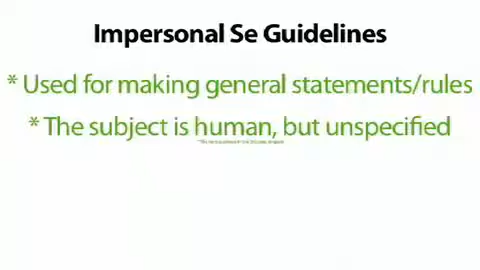 Impersonal Se Guidelines
* Used for making general statements/rules
* The subject is human, but unspecified